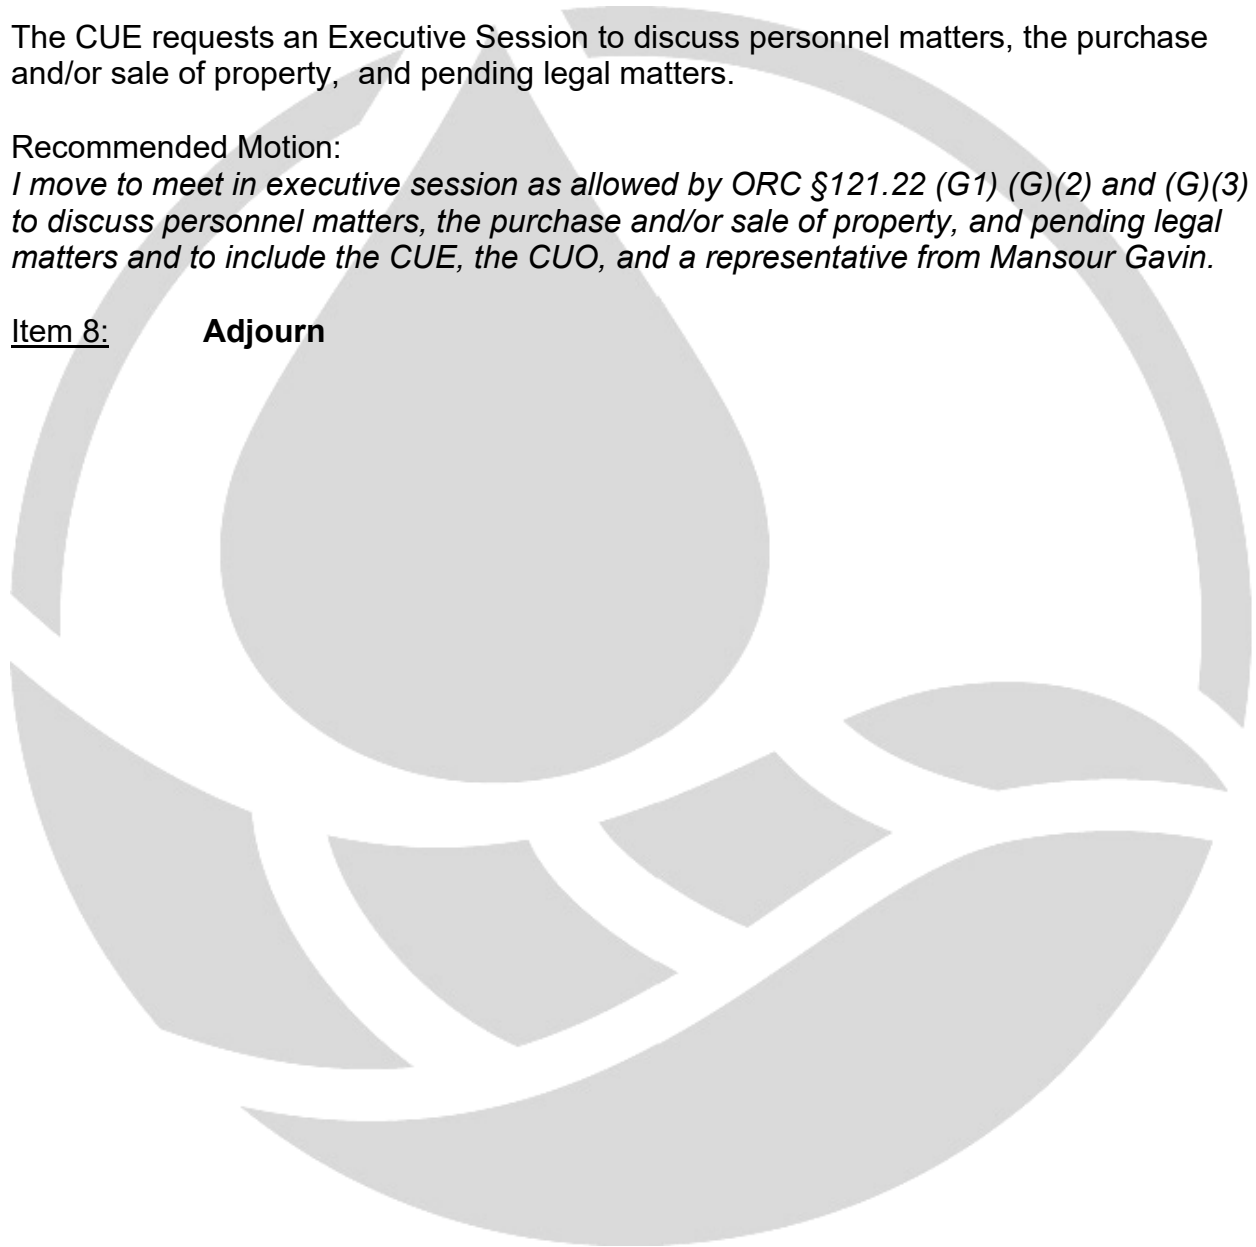 The CUE requests an Executive Session to discuss personnel matters, the purchase
and/or sale of property,  and pending legal matters.
Recommended Motion:
I move to meet in executive session as allowed by ORC §121.22 (G1) (G)(2) and (G)(3)
to discuss personnel matters, the purchase and/or sale of property, and pending legal
matters and to include the CUE, the CUO, and a representative from Mansour Gavin.
Item 8: Adjourn